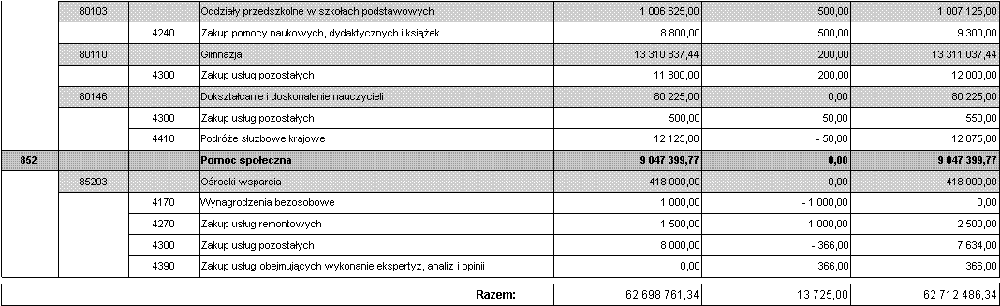 80103 Oddziały przedszkolne w szkołach podstawowych 1 006 625,00 500,00 1 007 125,00
4240 Zakup pomocy naukowych, dydaktycznych i książek 8 800,00 500,00 9 300,00
80110 Gimnazja 13 310 837,44 200,00 13 311 037,44
4300 Zakup usług pozostałych 11 800,00 200,00 12 000,00
80146 Dokształcanie i doskonalenie nauczycieli 80 225,00 0,00 80 225,00
4300 Zakup usług pozostałych 500,00 50,00 550,00
4410 Podróże służbowe krajowe 12 125,00 - 50,00 12 075,00
852 Pomoc społeczna 9 047 399,77 0,00 9 047 399,77
85203 Ośrodki wsparcia 418 000,00 0,00 418 000,00
4170 Wynagrodzenia bezosobowe 1 000,00 - 1 000,00 0,00
4270 Zakup usług remontowych 1 500,00 1 000,00 2 500,00
4300 Zakup usług pozostałych 8 000,00 - 366,00 7 634,00
4390 Zakup usług obejmujących wykonanie ekspertyz, analiz i opinii 0,00 366,00 366,00
Razem: 62 698 761,34 13 725,00 62 712 486,34